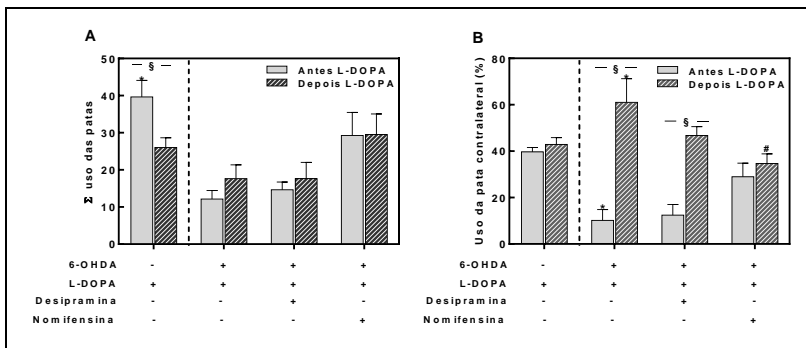 A
Σ uso das patas
50
40
30
20
10
0
§
*
Antes L-DOPA
Depois L-DOPA
6-OHDA - + + +
L-DOPA + + + +
Desipramina - - + -
Nomifensina - - - +
B
Uso da pata contralateral (%)
80
60
40
20
0
§
*
*
§
#
Antes L-DOPA
Depois L-DOPA
- + + +
+ + + +
- - + -
- - - +